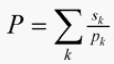 P = ∑_k s_k/p_k